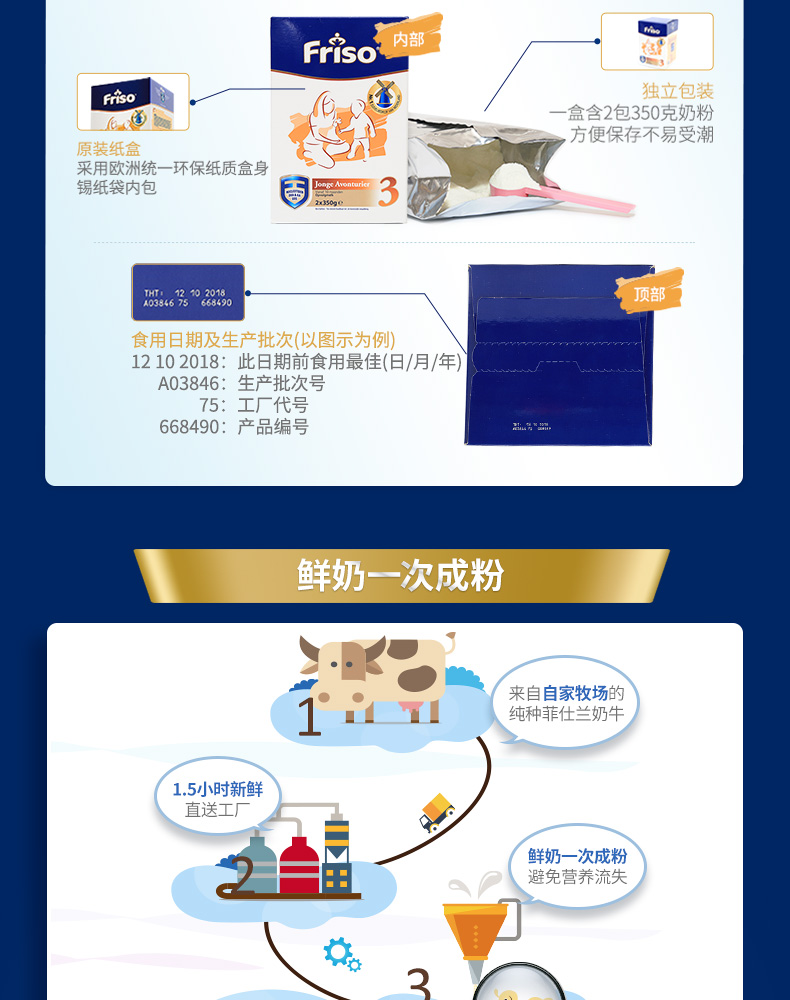 Friso
内部
Friso
Friso
独立包装
一盒含2包350克奶粉
方便保存不易受潮
原装纸盒
采用欧洲统一环保纸质盒身
锡纸袋内包
Jonge Avonturier
3
2x350g e
THT: 12 10 2018
A03846 75 668490
顶部
食用日期及生产批次(以图示为例)
12 10 2018：此日期前食用最佳(日/月/年)
A03846：生产批次号
75：工厂代号
668490：产品编号
鲜奶一次成粉
1
来自自家牧场的
纯种菲仕兰奶牛
1.5小时新鲜
直送工厂
2
鲜奶一次成粉
避免营养流失
3